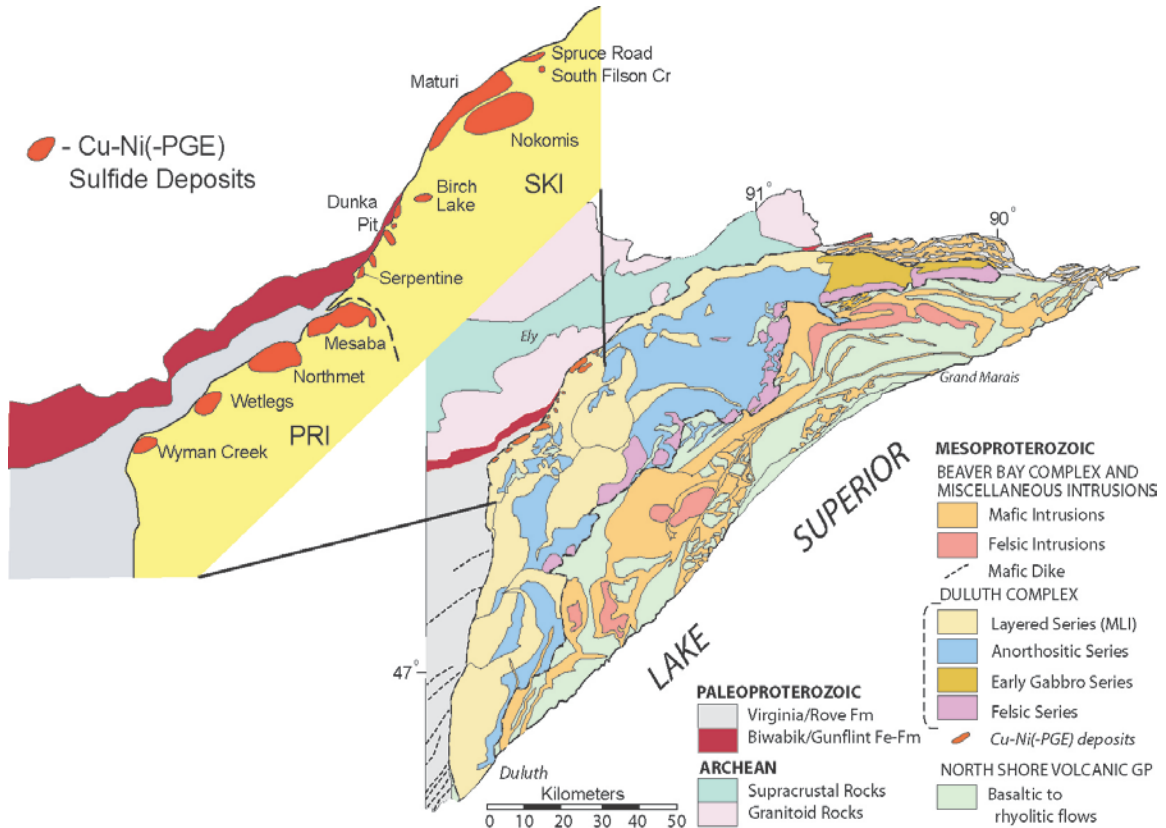 Spruce Road
South Filson Cr
Maturi
- Cu-Ni(-PGE)
Sulfide Deposits
Nokomis
SKI
Birch
Lake
Dunka
Pit
Serpentine
Mesaba
Northmet
Wetlegs
PRI
Wyman Creek
91°
90°
Ely
Grand Marais
LAKE SUPERIOR
47°
Duluth
Kilometers
0 10 20 30 40 50
PALEOPROTEROZOIC
Virginia/Rove Fm
Biwabik/Gunflint Fe-Fm
ARCHEAN
Supracrustal Rocks
Granitoid Rocks
MESOPROTEROZOIC
BEAVER BAY COMPLEX AND
MISCELLANEOUS INTRUSIONS
Mafic Intrusions
Felsic Intrusions
Mafic Dike
DULUTH COMPLEX
Layered Series (MLI)
Anorthositic Series
Early Gabbro Series
Felsic Series
Cu-Ni(-PGE) deposits
NORTH SHORE VOLCANIC GP
Basaltic to
rhyolitic flows